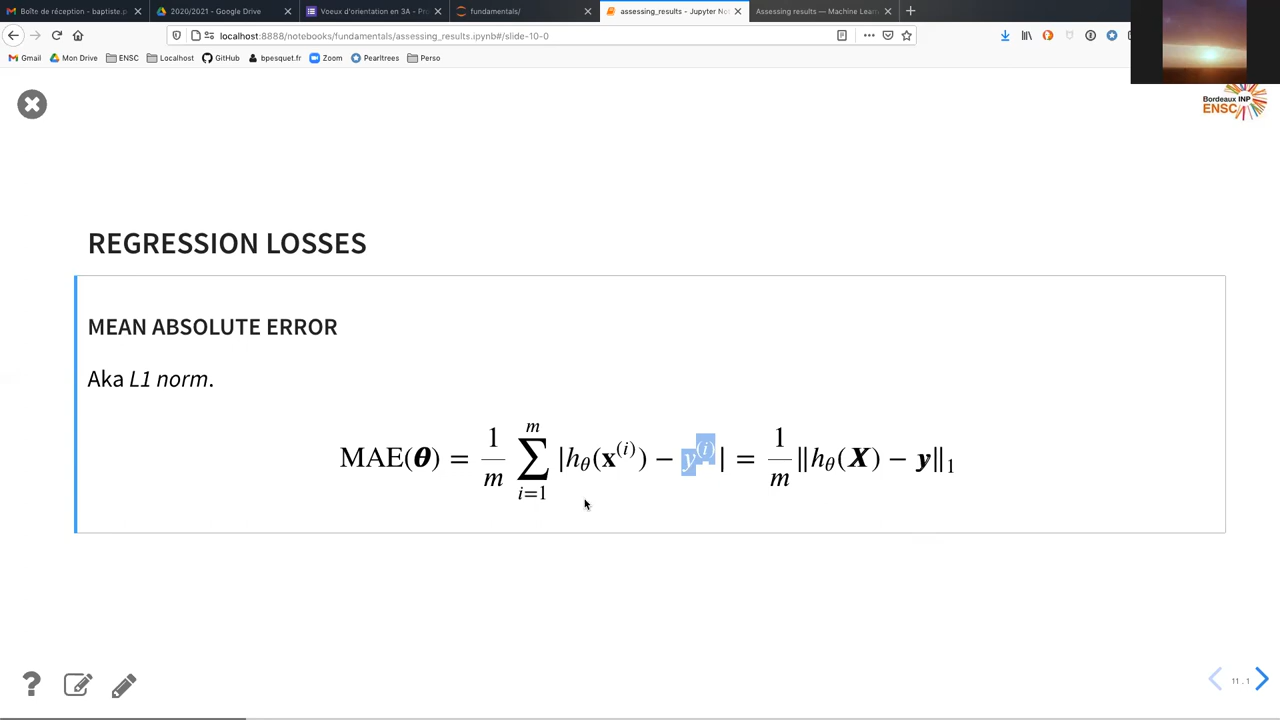 Boîte de réception - baptiste.p
2020/2021 - Google Drive
Voeux d'orientation en 3A - Pr
fundamentals/
assessing_results - Jupyter Not
Assessing results — Machine Learn
localhost:8888/notebooks/fundamentals/assessing_results.ipynb#/slide-10-0
Gmail Mon Drive ENSC Localhost GitHub bpesquet.fr Zoom Pearltrees Perso
Bordeaux INP
ENSC
REGRESSION LOSSES
MEAN ABSOLUTE ERROR
Aka L1 norm.
MAE(θ) = 1/m ∑_{i=1}^{m} |h_θ(x^{(i)}) − y^{(i)}| = 1/m ‖h_θ(X) − y‖_1
?
11.1